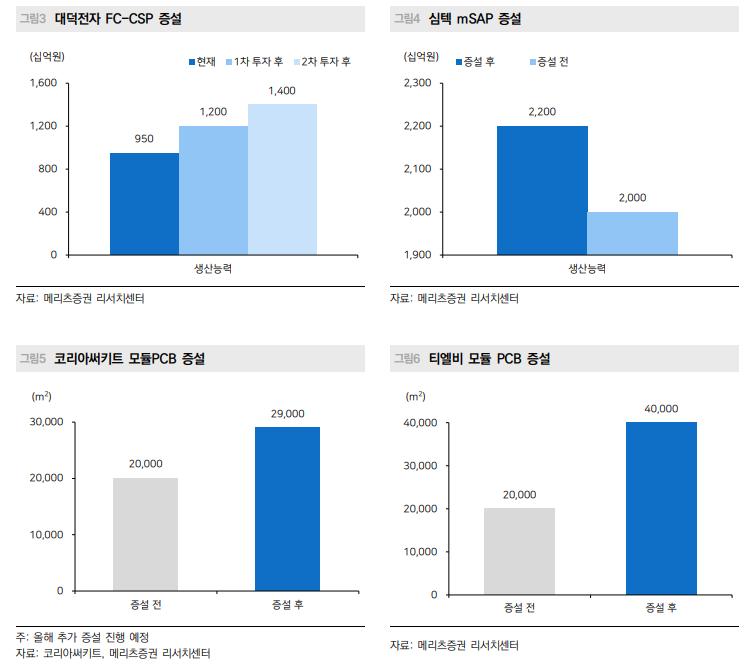 그림3 대덕전자 FC-CSP 증설
(십억원)
현재 1차 투자 후 2차 투자 후
1,600
1,200
800
400
0
950
1,200
1,400
생산능력
자료: 메리츠증권 리서치센터
그림4 심텍 mSAP 증설
(십억원)
증설 후 증설 전
2,300
2,200
2,100
2,000
1,900
2,200
2,000
생산능력
자료: 메리츠증권 리서치센터
그림5 코리아써키트 모듈PCB 증설
(m²)
30,000
20,000
10,000
0
20,000
29,000
증설 전 증설 후
주: 올해 추가 증설 진행 예정
자료: 코리아써키트, 메리츠증권 리서치센터
그림6 티엘비 모듈 PCB 증설
(m²)
40,000
30,000
20,000
10,000
0
20,000
40,000
증설 전 증설 후
자료: 메리츠증권 리서치센터